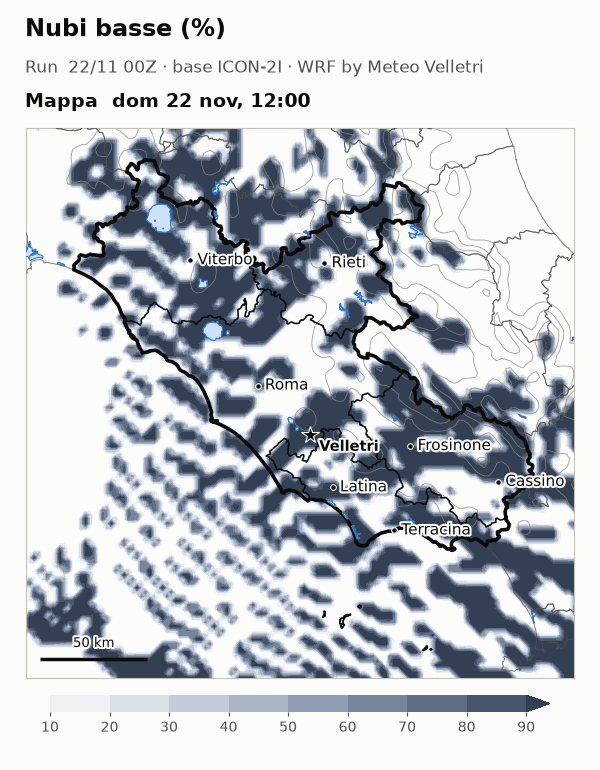 Nubi basse (%)
Run  22/11 00Z · base ICON-2I · WRF by Meteo Velletri
Mappa  dom 22 nov, 12:00
Viterbo
Rieti
Roma
Velletri
Frosinone
Latina
Cassino
Terracina
50 km
10 20 30 40 50 60 70 80 90